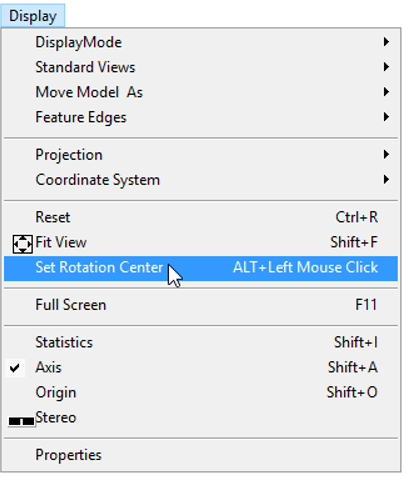 Display
DisplayMode
Standard Views
Move Model  As
Feature Edges
Projection
Coordinate System
Reset Ctrl+R
Fit View Shift+F
Set Rotation Center ALT+Left Mouse Click
Full Screen F11
Statistics Shift+I
Axis Shift+A
Origin Shift+O
Stereo
Properties